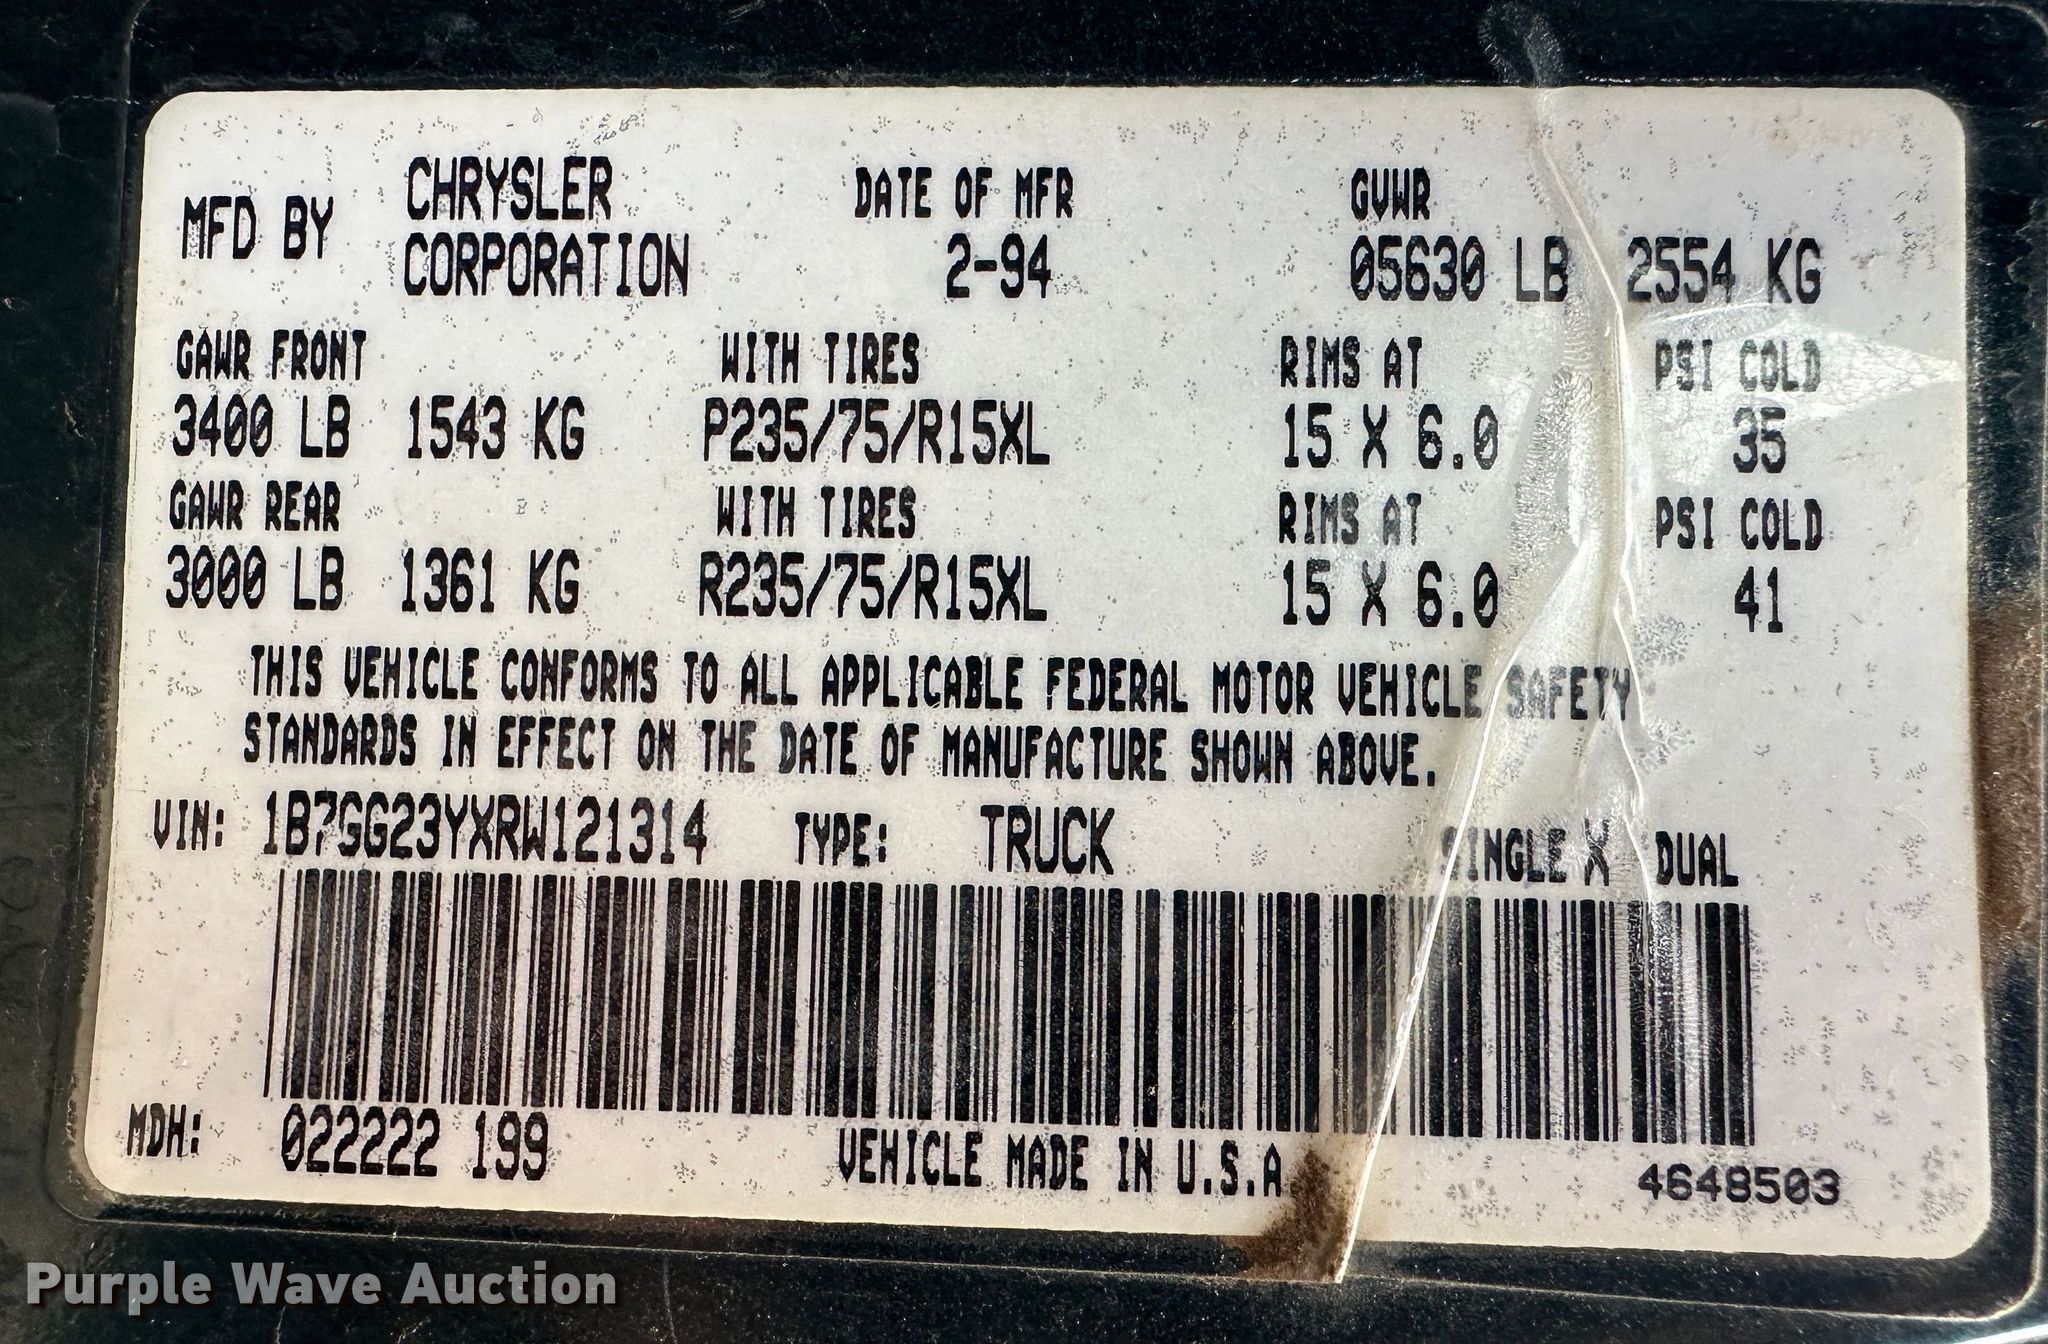 MFD BY CHRYSLER CORPORATION DATE OF MFR 2-94 GVWR 05630 LB 2554 KG
GAWR FRONT WITH TIRES RIMS AT PSI COLD
3400 LB 1543 KG P235/75/R15XL 15 X 6.0 35
GAWR REAR WITH TIRES RIMS AT PSI COLD
3000 LB 1361 KG R235/75/R15XL 15 X 6.0 41
THIS VEHICLE CONFORMS TO ALL APPLICABLE FEDERAL MOTOR VEHICLE SAFETY
STANDARDS IN EFFECT ON THE DATE OF MANUFACTURE SHOWN ABOVE.
VIN: 1B7GG23YXRW121314 TYPE: TRUCK SINGLE X DUAL
MDH: 022222 199 VEHICLE MADE IN U.S.A 4648503
Purple Wave Auction